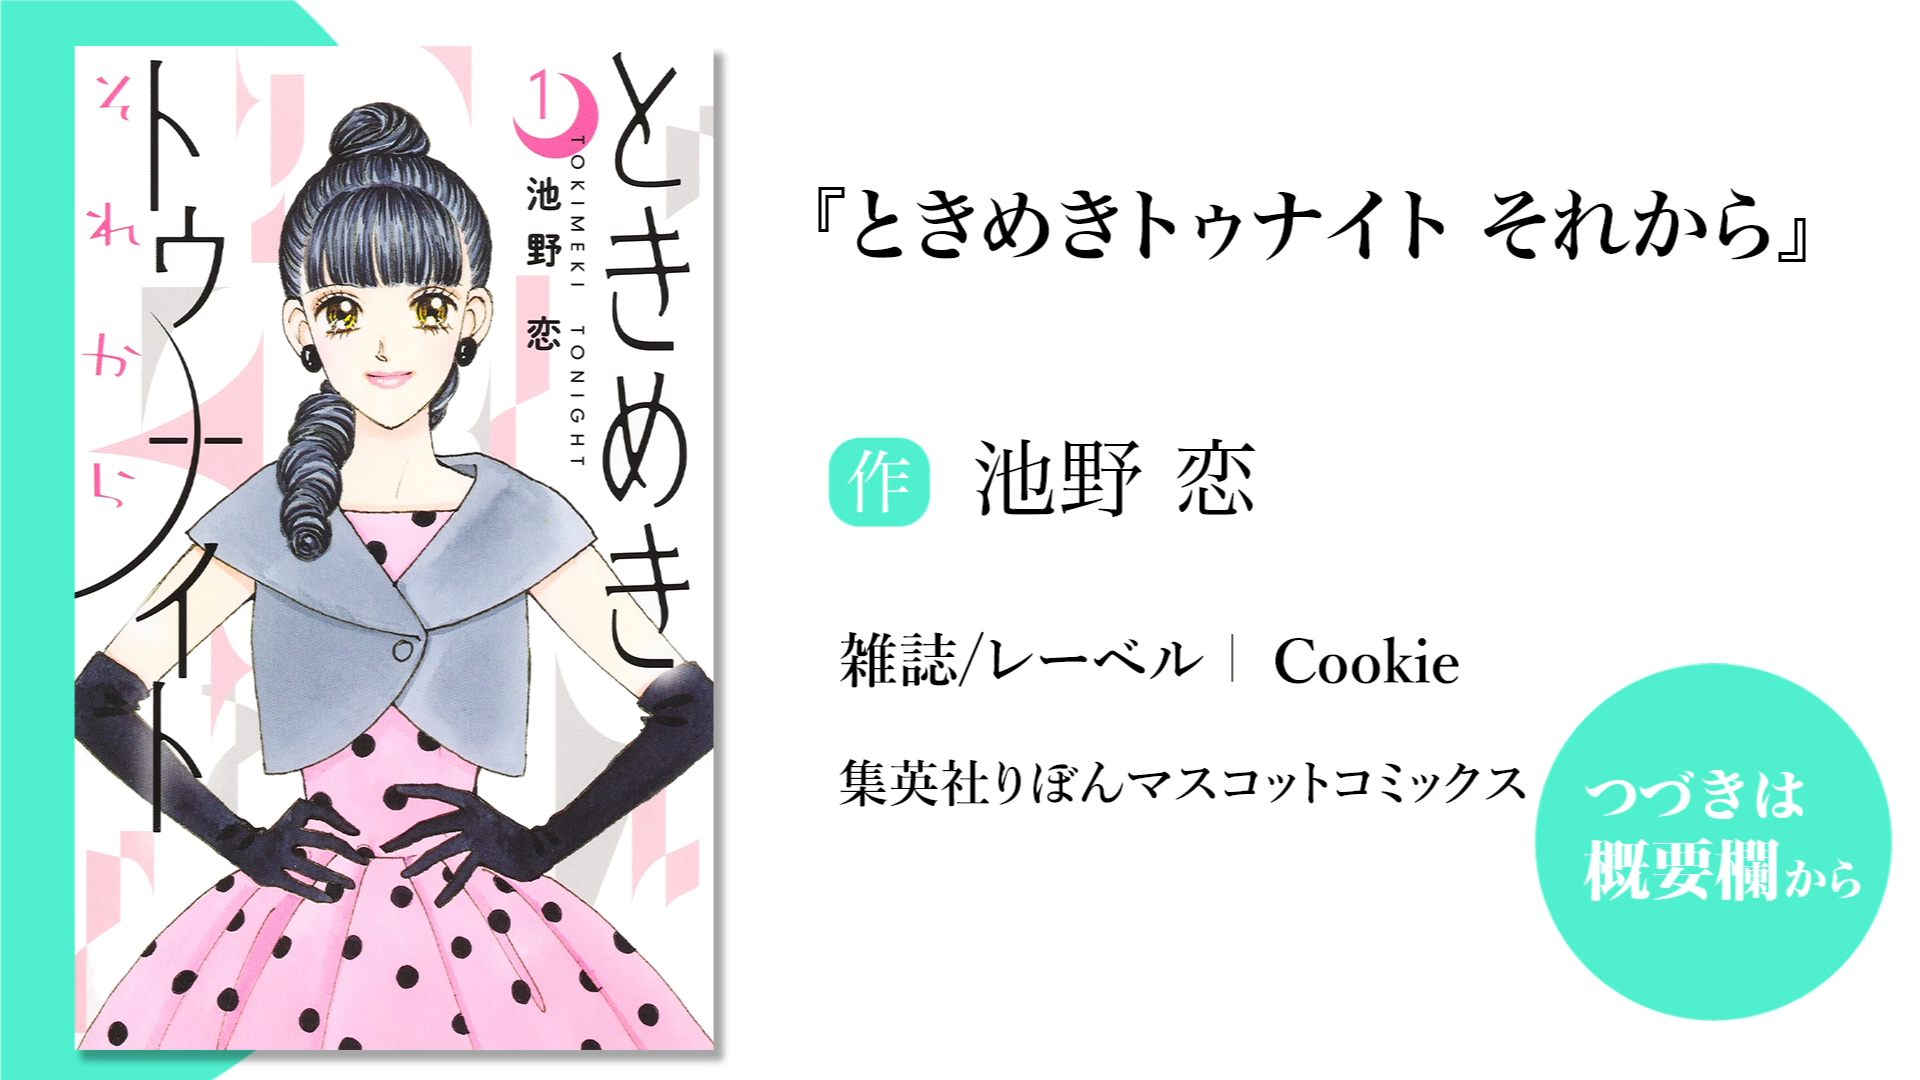 ときめき
トゥナイト
それから
1
TOKIMEKI TONIGHT
池野 恋
『ときめきトゥナイト それから』
作 池野 恋
雑誌/レーベル｜ Cookie
集英社りぼんマスコットコミックス
つづきは
概要欄から